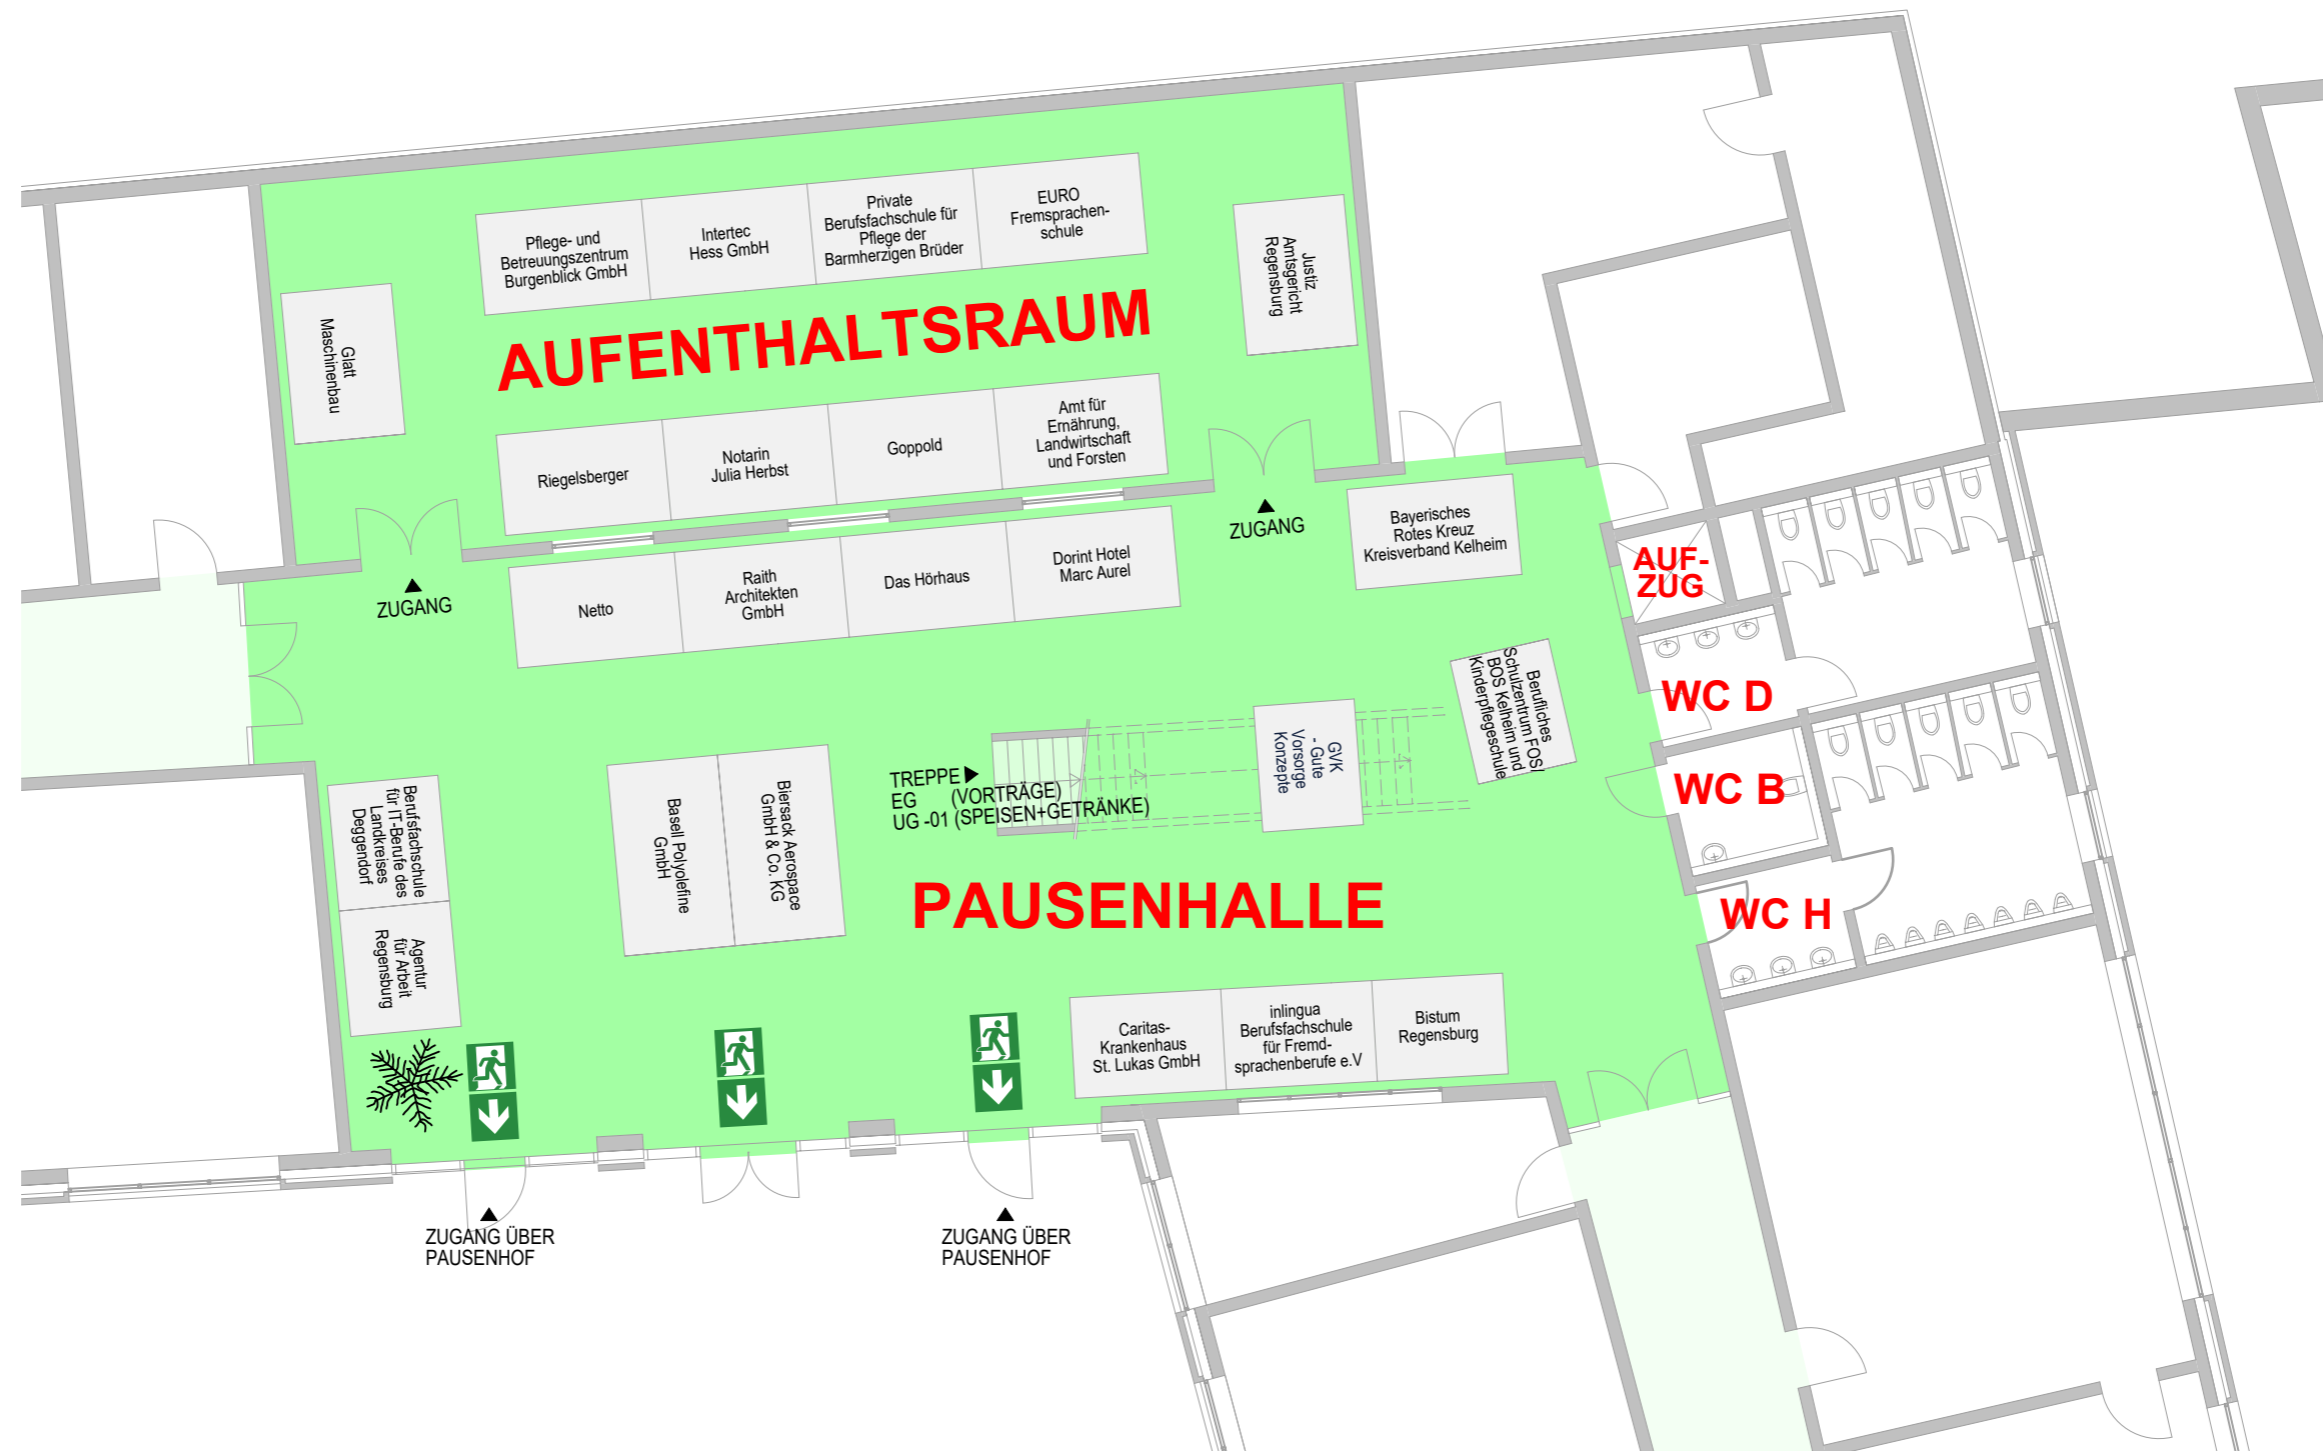 Pflege- und
Betreuungszentrum
Burgenblick GmbH
Intertec
Hess GmbH
Private
Berufsfachschule für
Pflege der
Barmherzigen Brüder
EURO
Fremsprachen-
schule
Justiz
Amtsgericht
Regensburg
Glatt
Maschinenbau
AUFENTHALTSRAUM
Riegelsberger
Notarin
Julia Herbst
Goppold
Amt für
Ernährung,
Landwirtschaft
und Forsten
ZUGANG
ZUGANG
Netto
Raith
Architekten
GmbH
Das Hörhaus
Dorint Hotel
Marc Aurel
Bayerisches
Rotes Kreuz
Kreisverband Kelheim
AUF-
ZUG
WC D
WC B
WC H
Berufliches
Schulzentrum FOS/
BOS Kelheim und
Kinderpflegeschule
GVK
- Gute
Vorsorge
Konzepte
TREPPE
EG (VORTRÄGE)
UG -01 (SPEISEN+GETRÄNKE)
Basell Polyolefine
GmbH
Biersack Aerospace
GmbH & Co. KG
Berufsfachschule
für IT-Berufe des
Landkreises
Deggendorf
Agentur
für Arbeit
Regensburg
PAUSENHALLE
Caritas-
Krankenhaus
St. Lukas GmbH
inlingua
Berufsfachschule
für Fremd-
sprachenberufe e.V
Bistum
Regensburg
ZUGANG ÜBER
PAUSENHOF
ZUGANG ÜBER
PAUSENHOF